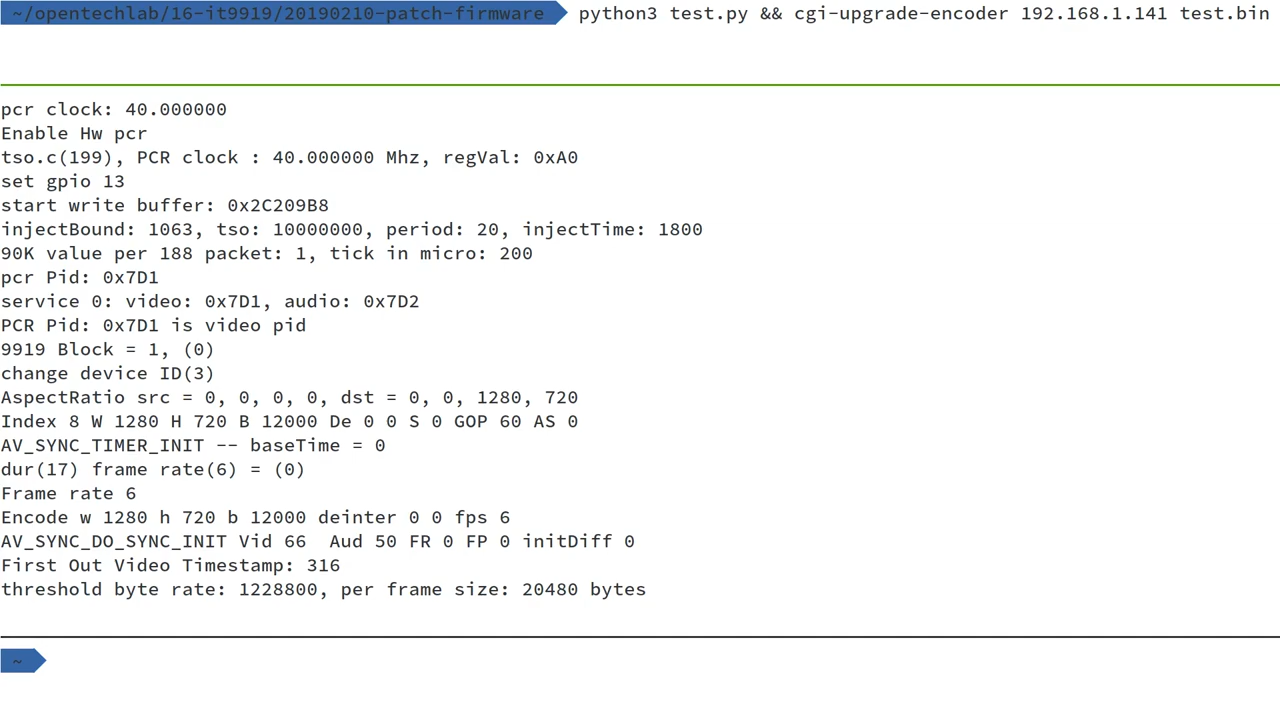 ~/opentechlab/16-it9919/20190210-patch-firmware python3 test.py && cgi-upgrade-encoder 192.168.1.141 test.bin
pcr clock: 40.000000
Enable Hw pcr
tso.c(199), PCR clock : 40.000000 Mhz, regVal: 0xA0
set gpio 13
start write buffer: 0x2C209B8
injectBound: 1063, tso: 10000000, period: 20, injectTime: 1800
90K value per 188 packet: 1, tick in micro: 200
pcr Pid: 0x7D1
service 0: video: 0x7D1, audio: 0x7D2
PCR Pid: 0x7D1 is video pid
9919 Block = 1, (0)
change device ID(3)
AspectRatio src = 0, 0, 0, 0, dst = 0, 0, 1280, 720
Index 8 W 1280 H 720 B 12000 De 0 0 S 0 GOP 60 AS 0
AV_SYNC_TIMER_INIT -- baseTime = 0
dur(17) frame rate(6) = (0)
Frame rate 6
Encode w 1280 h 720 b 12000 deinter 0 0 fps 6
AV_SYNC_DO_SYNC_INIT Vid 66  Aud 50 FR 0 FP 0 initDiff 0
First Out Video Timestamp: 316
threshold byte rate: 1228800, per frame size: 20480 bytes
~